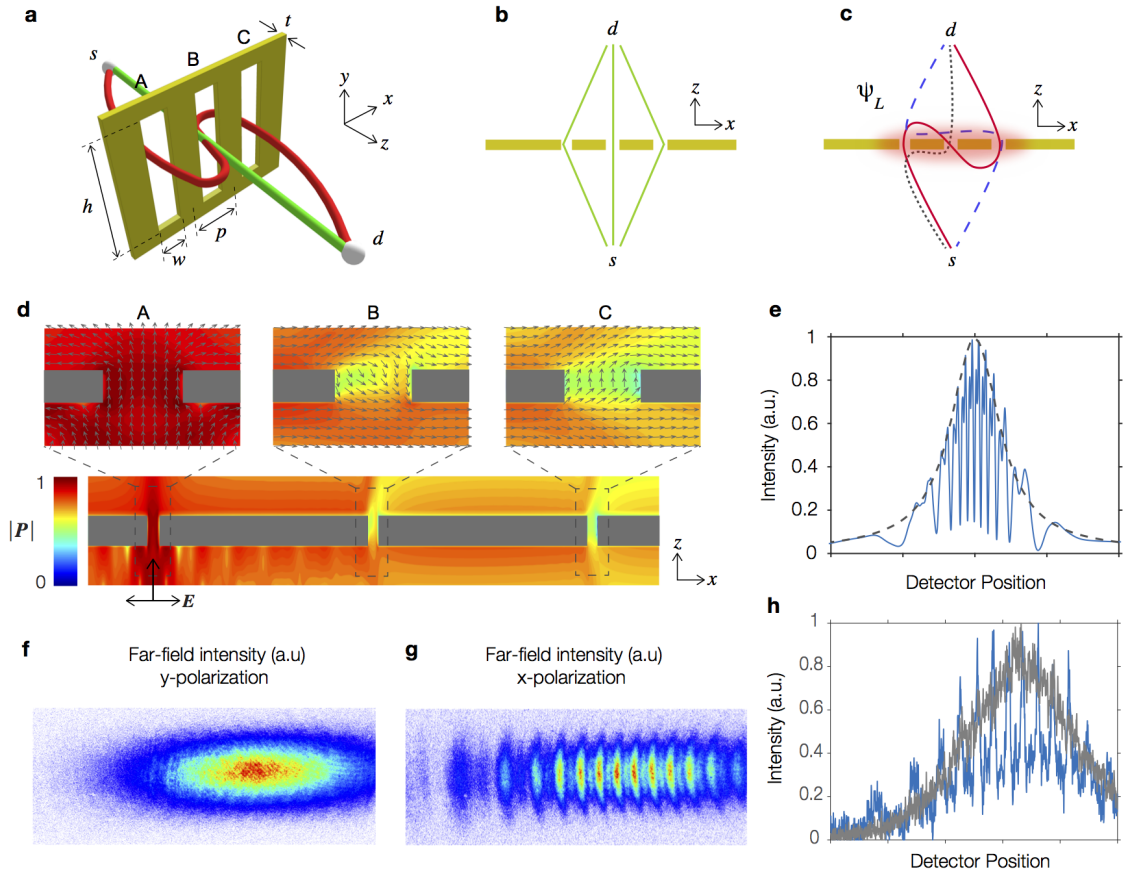 a
t
C
s
B
A
y
x
z
h
p
w
d
b
d
z
x
s
c
d
Ψ_L
z
x
s
d
A
B
C
1
|P|
0
E
z
x
e
Intensity (a.u.)
1
0.8
0.6
0.4
0.2
0
Detector Position
f
Far-field intensity (a.u)
y-polarization
g
Far-field intensity (a.u)
x-polarization
h
Intensity (a.u.)
1
0.8
0.6
0.4
0.2
0
Detector Position